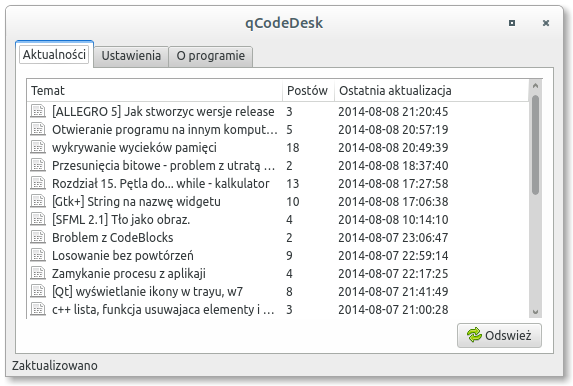 qCodeDesk
Aktualności Ustawienia O programie
Temat Postów Ostatnia aktualizacja
[ALLEGRO 5] Jak stworzyc wersje release 3 2014-08-08 21:20:45
Otwieranie programu na innym komput... 5 2014-08-08 20:57:19
wykrywanie wycieków pamięci 18 2014-08-08 20:49:39
Przesunięcia bitowe - problem z utratą ... 2 2014-08-08 18:37:40
Rozdział 15. Pętla do... while - kalkulator 13 2014-08-08 17:27:58
[Gtk+] String na nazwę widgetu 10 2014-08-08 17:06:38
[SFML 2.1] Tło jako obraz. 4 2014-08-08 10:14:10
Broblem z CodeBlocks 2 2014-08-07 23:06:47
Losowanie bez powtórzeń 9 2014-08-07 22:59:14
Zamykanie procesu z aplikaji 4 2014-08-07 22:17:25
[Qt] wyświetlanie ikony w trayu, w7 8 2014-08-07 21:41:49
c++ lista, funkcja usuwajaca elementy i ... 3 2014-08-07 21:00:28
Odswież
Zaktualizowano